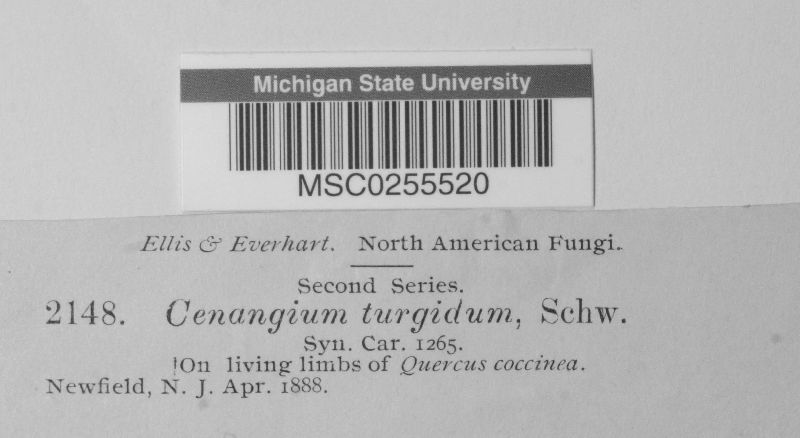 Michigan State University
MSC0255520
Ellis & Everhart. North American Fungi.
Second Series.
2148. Cenangium turgidum, Schw.
Syn. Car. 1265.
On living limbs of Quercus coccinea.
Newfield, N. J. Apr. 1888.